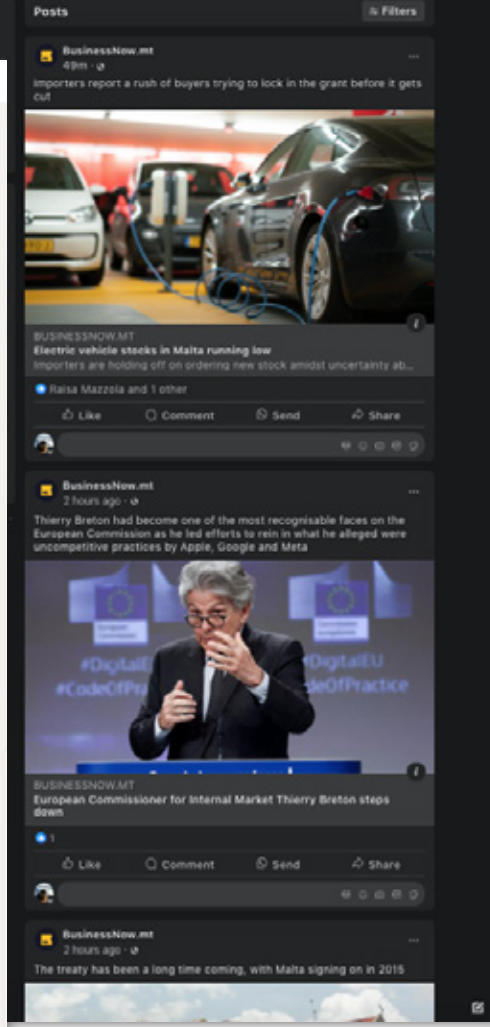 Posts
Filters
BusinessNow.mt
49m ·
Importers report a rush of buyers trying to lock in the grant before it gets
cut
BUSINESSNOW.MT
Electric vehicle stocks in Malta running low
Importers are holding off on ordering new stock amidst uncertainty ab...
Raisa Mazzola and 1 other
Like Comment Send Share
BusinessNow.mt
2 hours ago ·
Thierry Breton had become one of the most recognisable faces on the
European Commission as he led efforts to rein in what he alleged were
uncompetitive practices by Apple, Google and Meta
#DigitalE
#CodeOfPra
#DigitalEU
deOfPractice
BUSINESSNOW.MT
European Commissioner for Internal Market Thierry Breton steps
down
1
Like Comment Send Share
BusinessNow.mt
2 hours ago ·
The treaty has been a long time coming, with Malta signing on in 2015